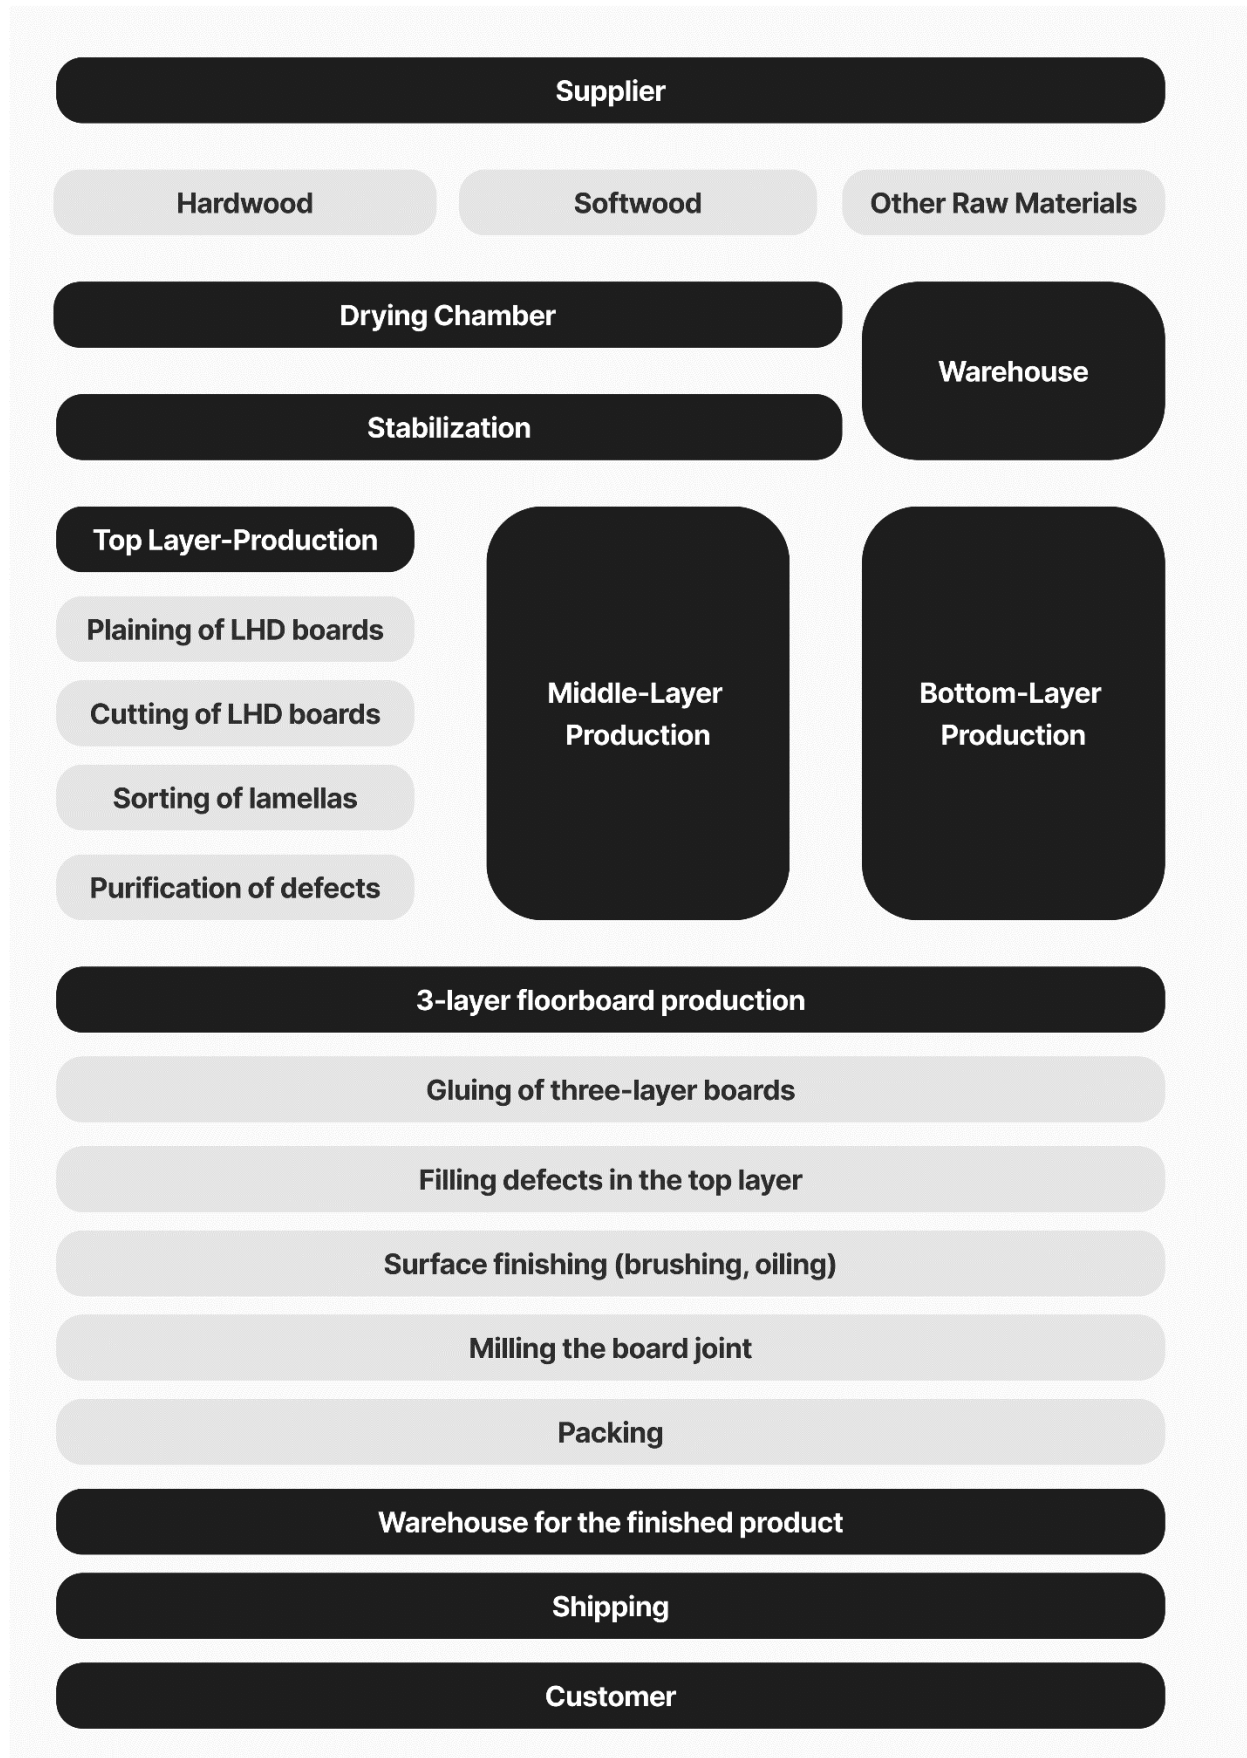 Supplier
Hardwood
Softwood
Other Raw Materials
Drying Chamber
Warehouse
Stabilization
Top Layer-Production
Plaining of LHD boards
Cutting of LHD boards
Sorting of lamellas
Purification of defects
Middle-Layer
Production
Bottom-Layer
Production
3-layer floorboard production
Gluing of three-layer boards
Filling defects in the top layer
Surface finishing (brushing, oiling)
Milling the board joint
Packing
Warehouse for the finished product
Shipping
Customer